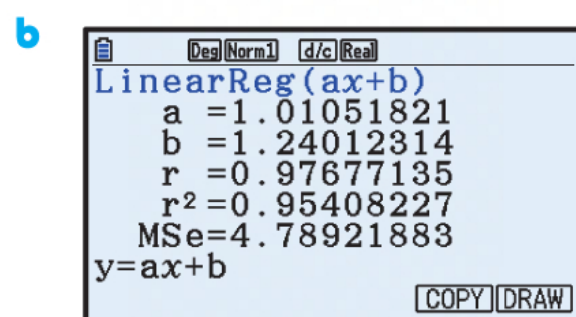 b
Deg Norm1 d/c Real
LinearReg(ax+b)
a =1.01051821
b =1.24012314
r =0.97677135
r²=0.95408227
MSe=4.78921883
y=ax+b
COPY DRAW